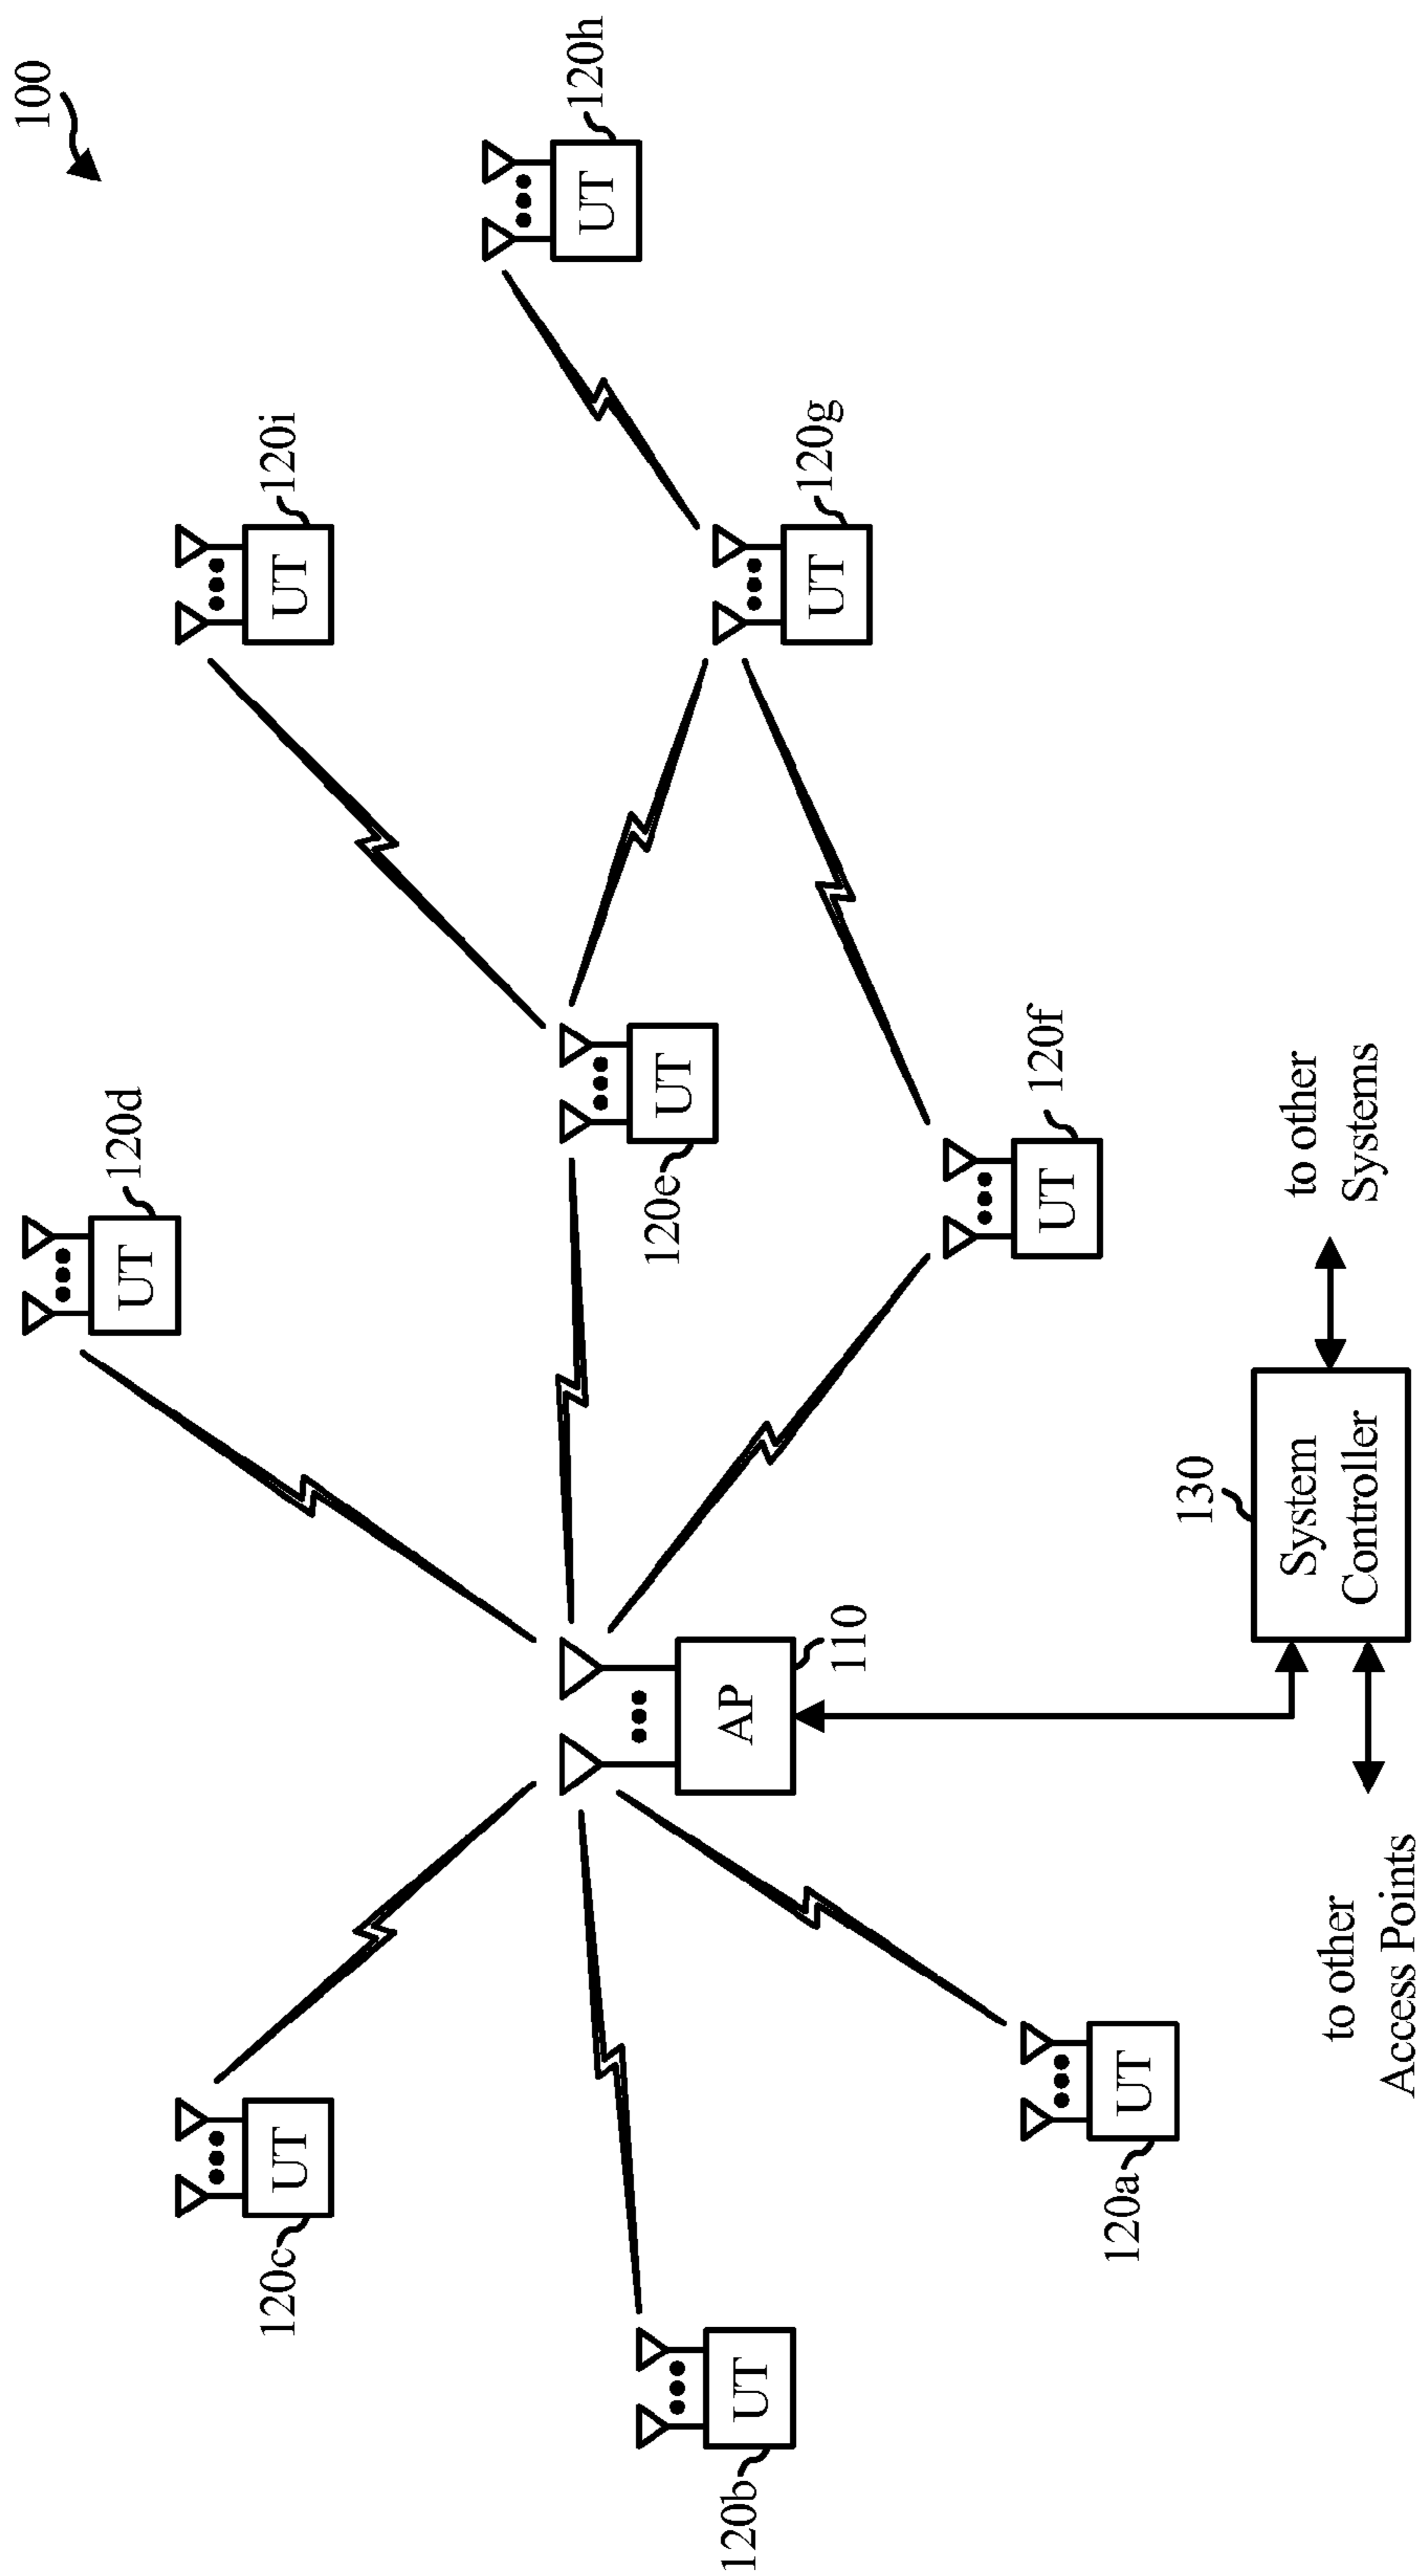 100
120d
UT
120i
UT
120c
UT
120h
UT
120e
UT
120b
UT
AP
110
120g
UT
120f
UT
120a
UT
130
System
Controller
to other
Systems
to other
Access Points